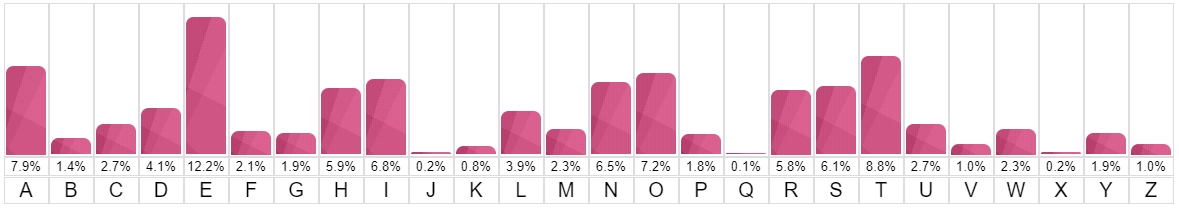 7.9% 1.4% 2.7% 4.1% 12.2% 2.1% 1.9% 5.9% 6.8% 0.2% 0.8% 3.9% 2.3% 6.5% 7.2% 1.8% 0.1% 5.8% 6.1% 8.8% 2.7% 1.0% 2.3% 0.2% 1.9% 1.0%
A B C D E F G H I J K L M N O P Q R S T U V W X Y Z